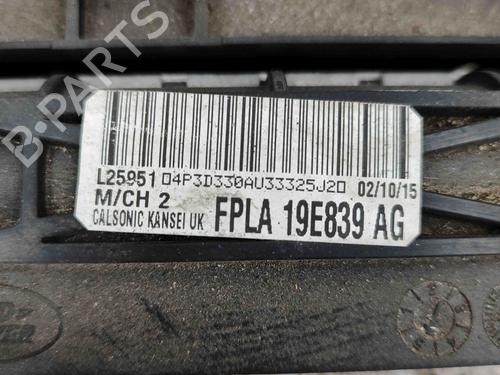 B-Parts
L25951 04P3D330AU33325J20 02/10/15
M/CH 2
CALSONIC KANSEI UK FPLA 19E839 AG